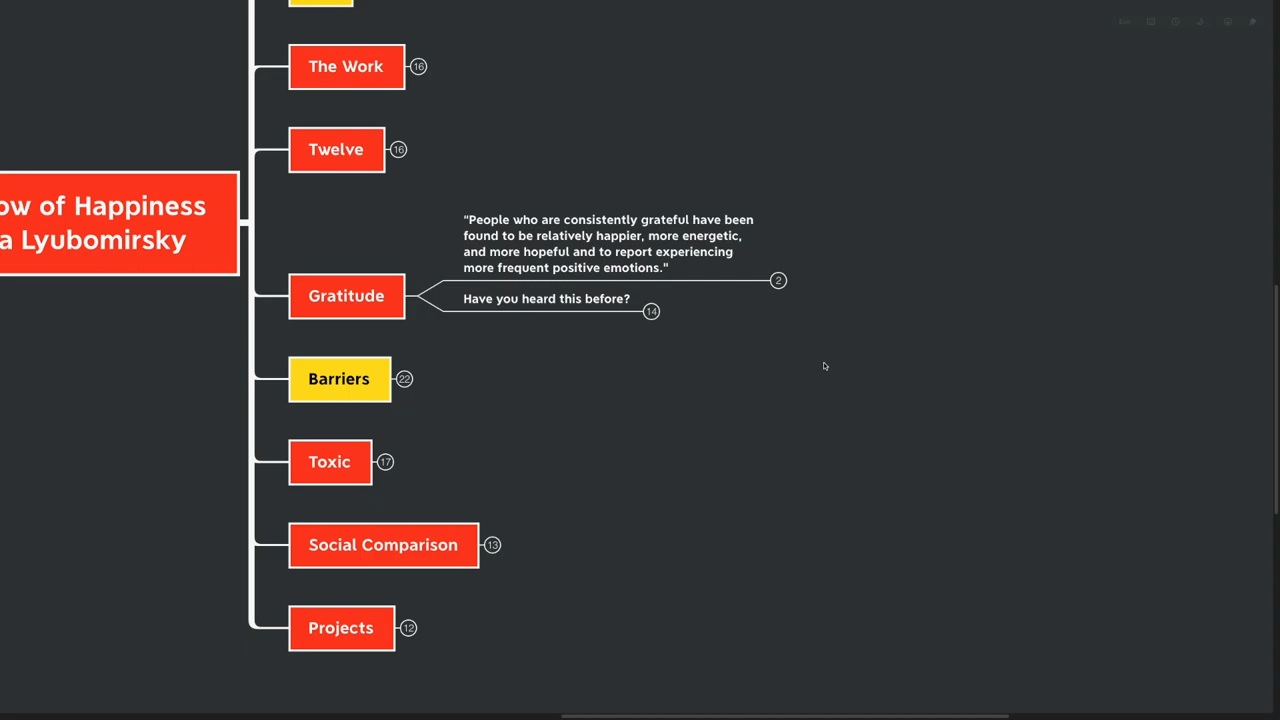 The Work
16
Twelve
16
ow of Happiness
a Lyubomirsky
"People who are consistently grateful have been
found to be relatively happier, more energetic,
and more hopeful and to report experiencing
more frequent positive emotions."
2
Gratitude
Have you heard this before?
14
Barriers
22
Toxic
17
Social Comparison
13
Projects
12